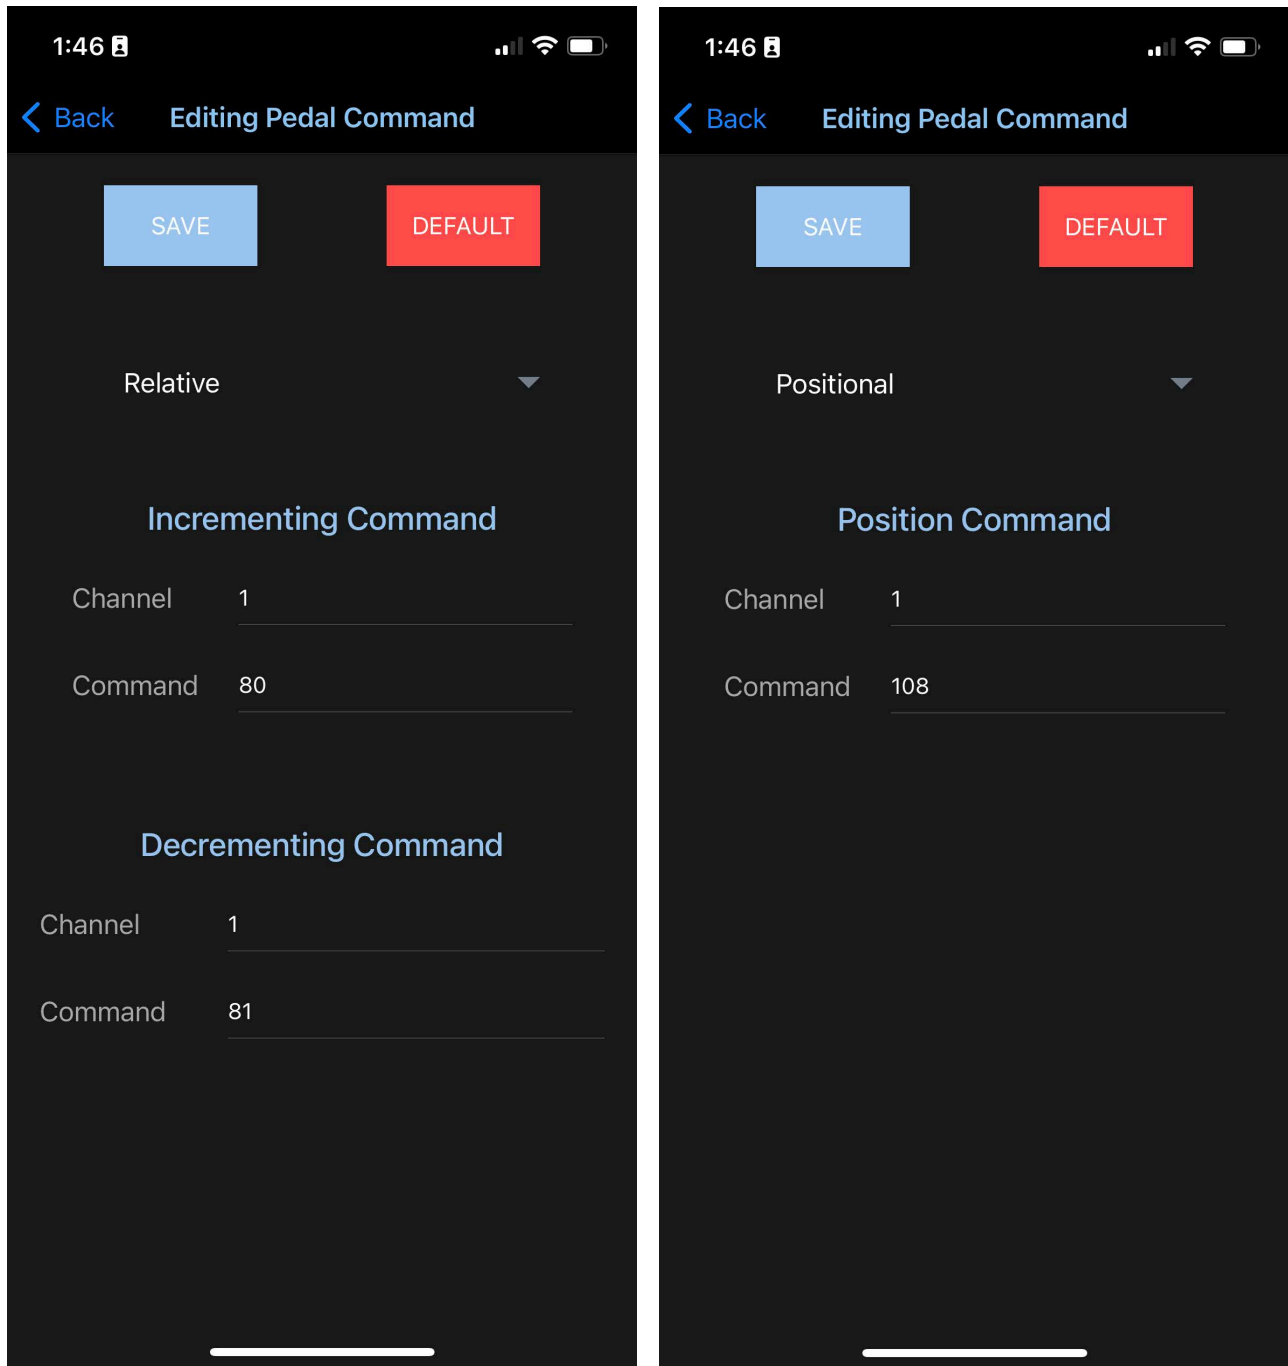 1:46
Back Editing Pedal Command
SAVE DEFAULT
Relative
Incrementing Command
Channel 1
Command 80
Decrementing Command
Channel 1
Command 81
1:46
Back Editing Pedal Command
SAVE DEFAULT
Positional
Position Command
Channel 1
Command 108